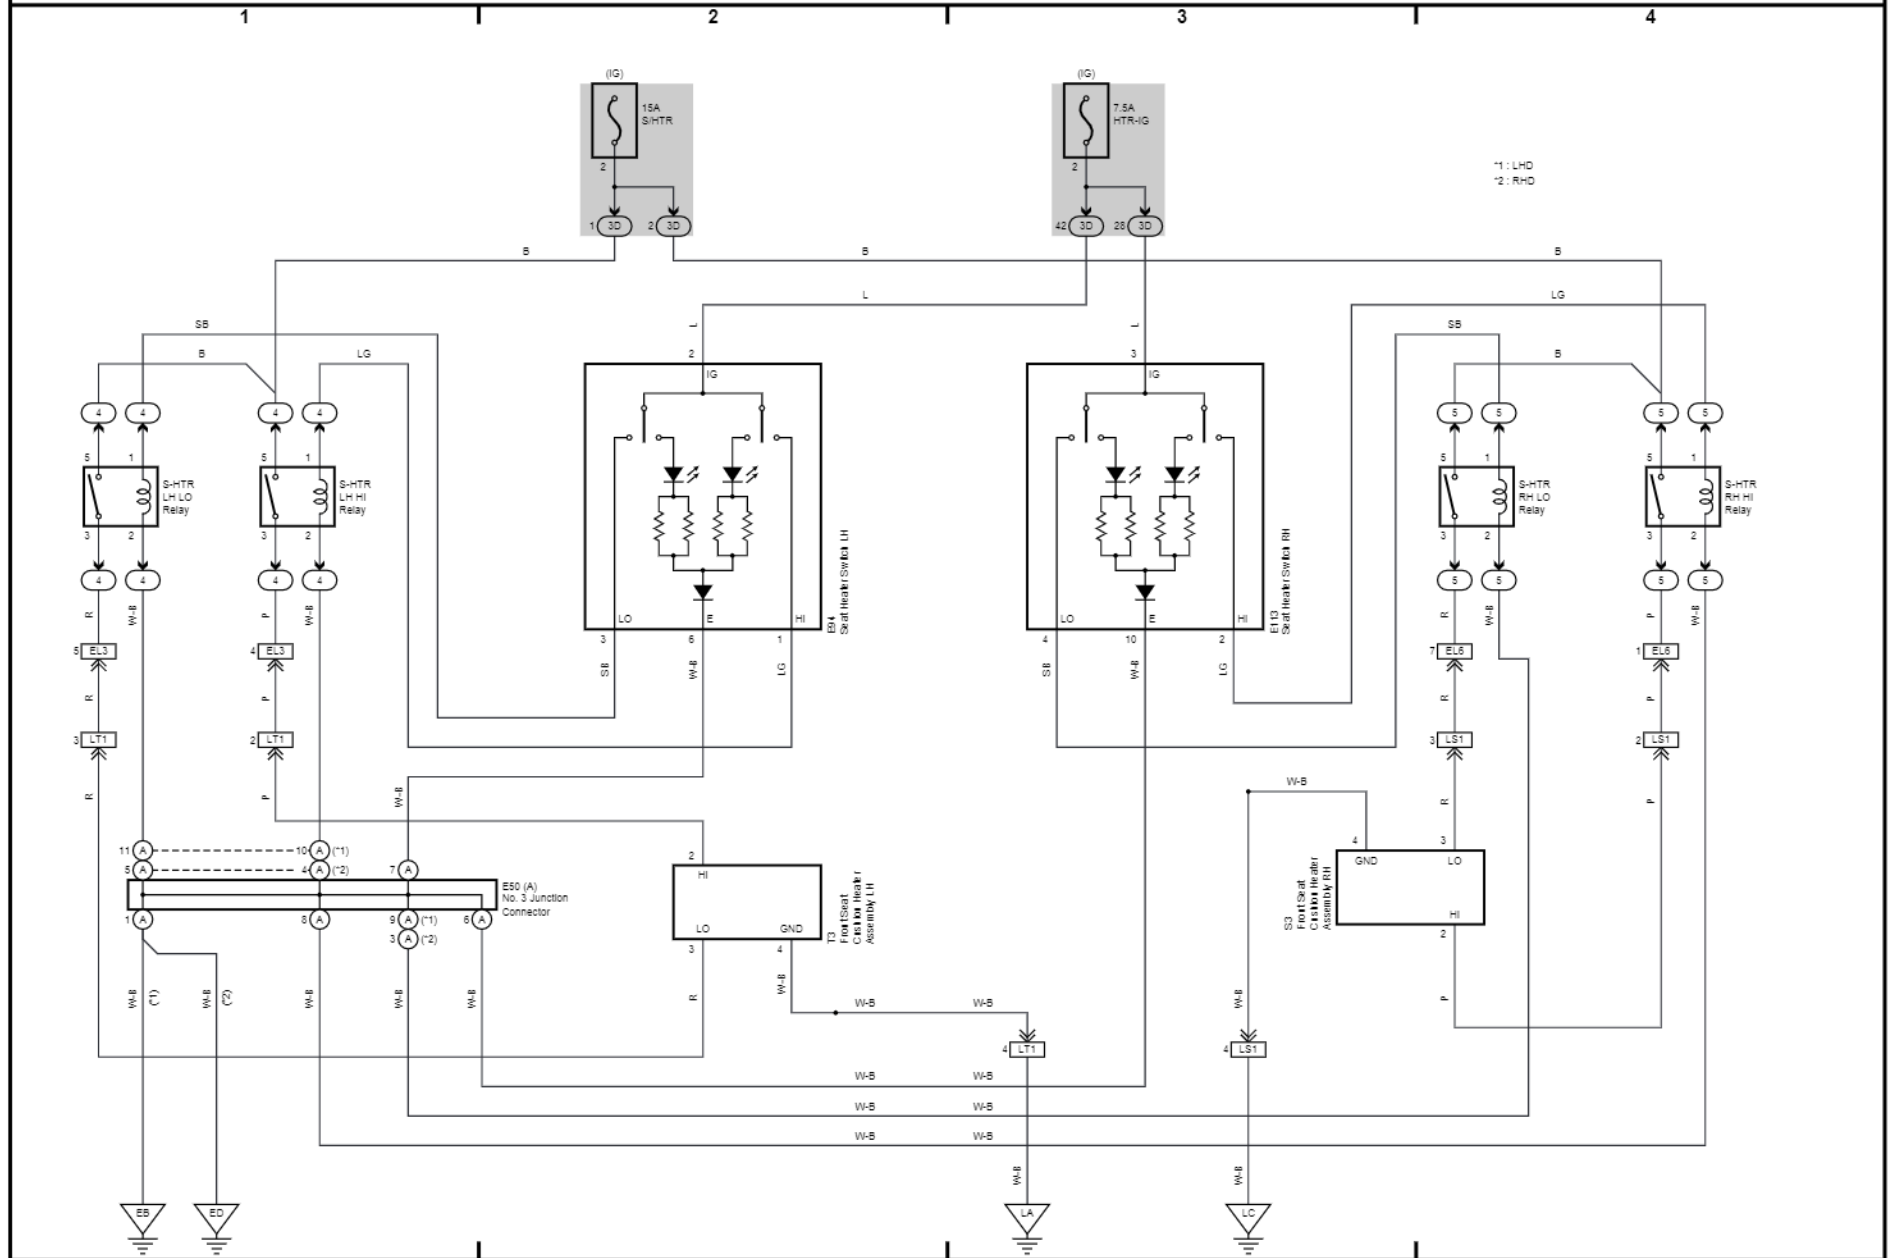 1
2
3
4
(IG)
15A
S/HTR
2
1
3D
2
3D
(IG)
7.5A
HTR-IG
2
42
3D
28
3D
*1 : LHD
*2 : RHD
B
B
B
L
LG
SB
L
L
SB
B
LG
B
2
IG
3
IG
4
4
4
4
5
5
5
5
5
1
S-HTR
LH LO
Relay
3
2
5
1
S-HTR
LH HI
Relay
3
2
5
1
S-HTR
RH LO
Relay
3
2
5
1
S-HTR
RH HI
Relay
3
2
4
4
4
4
5
5
5
5
LO
E
HI
3
6
1
E94
Seat Heater Switch LH
LO
E
HI
4
10
2
E113
Seat Heater Switch RH
R
W-B
P
W-B
R
W-B
P
W-B
5
EL3
4
EL3
SB
W-B
LG
SB
W-B
LG
7
EL6
1
EL6
R
P
R
P
3
LT1
2
LT1
3
LS1
2
LS1
R
P
W-B
W-B
R
P
11
A
10
A
(*1)
5
A
4
A
(*2)
7
A
E50 (A)
No. 3 Junction
Connector
1
A
8
A
9
A
(*1)
6
A
3
A
(*2)
2
HI
LO
GND
3
4
T3
Front Seat
Cushion Heater
Assembly LH
4
3
GND
LO
HI
2
S3
Front Seat
Cushion Heater
Assembly RH
W-B
(*1)
W-B
(*2)
W-B
W-B
W-B
R
W-B
W-B
W-B
W-B
P
4
LT1
4
LS1
W-B
W-B
W-B
W-B
W-B
W-B
W-B
W-B
EB
ED
LA
LC